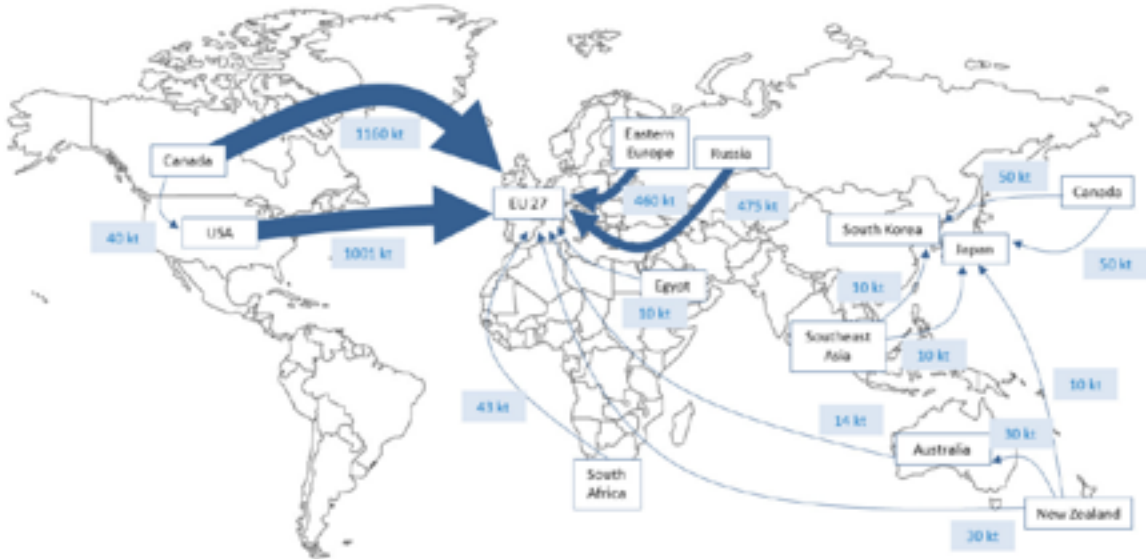 1160 kt
Canada
Eastern
Europe
Russia
50 kt
Canada
EU 27
460 kt
475 kt
40 kt
USA
South Korea
Japan
1001 kt
50 kt
Egypt
10 kt
10 kt
Southeast
Asia
10 kt
10 kt
43 kt
14 kt
Australia
30 kt
South
Africa
New Zealand
30 kt